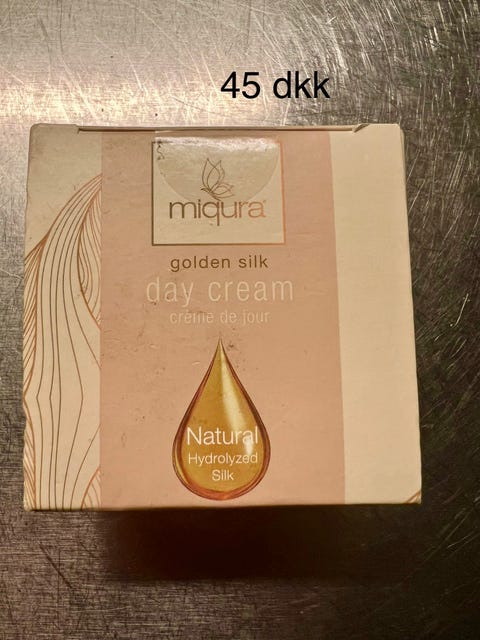 45 dkk
miqura®
golden silk
day cream
crème de jour
Natural
Hydrolyzed
Silk